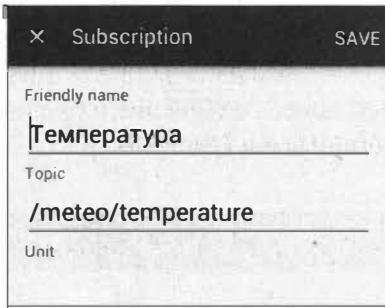 × Subscription SAVE
Friendly name
Температура
Topic
/meteo/temperature
Unit